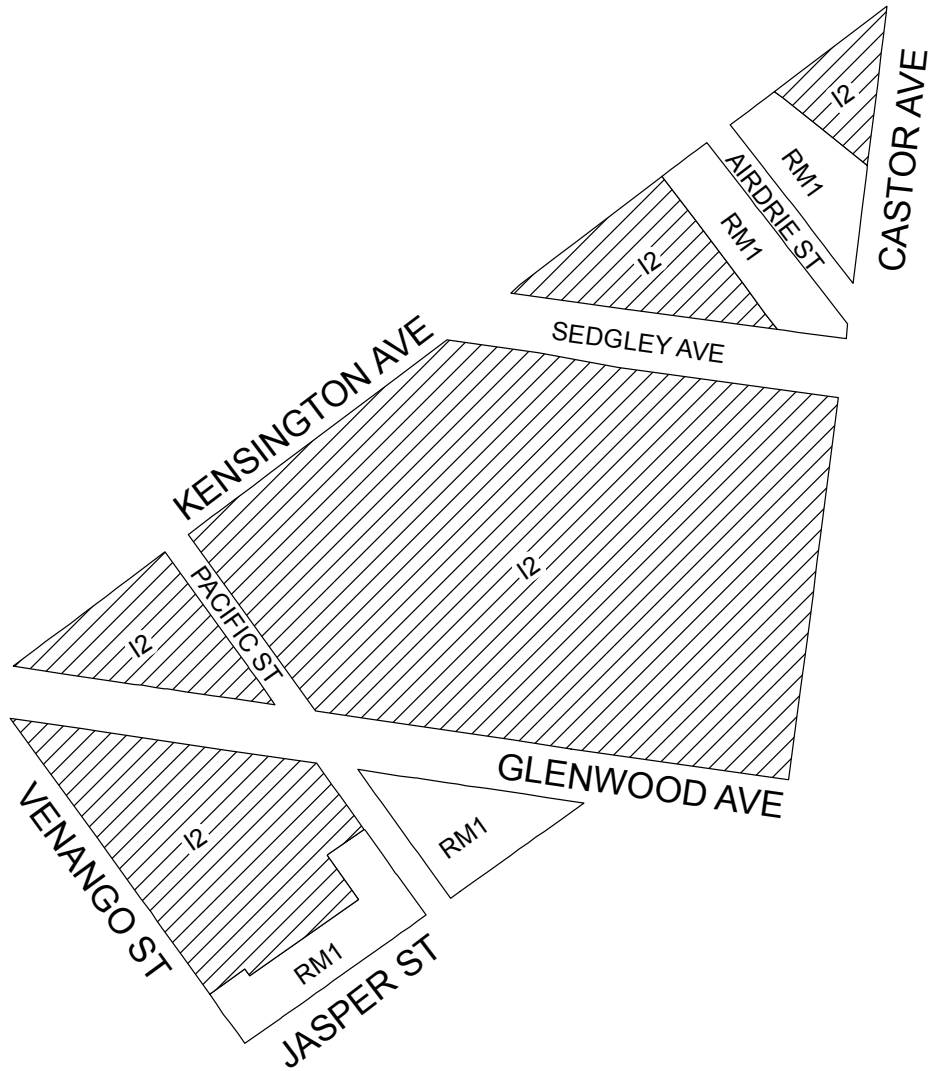 I2
CASTOR AVE
RM1
AIRDRIE ST
RM1
I2
SEDGLEY AVE
KENSINGTON AVE
I2
PACIFIC ST
I2
GLENWOOD AVE
VENANGO ST
I2
RM1
RM1
JASPER ST